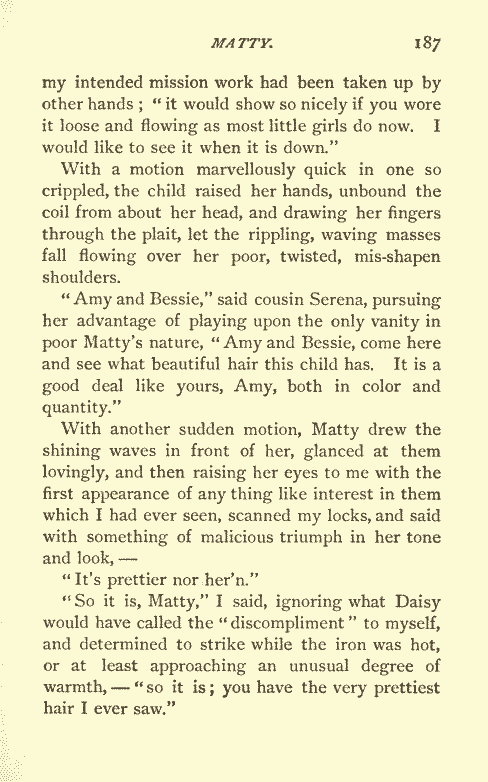 MATTY. 187
my intended mission work had been taken up by
other hands ; “ it would show so nicely if you wore
it loose and flowing as most little girls do now. I
would like to see it when it is down.”
With a motion marvellously quick in one so
crippled, the child raised her hands, unbound the
coil from about her head, and drawing her fingers
through the plait, let the rippling, waving masses
fall flowing over her poor, twisted, mis-shapen
shoulders.
“ Amy and Bessie,” said cousin Serena, pursuing
her advantage of playing upon the only vanity in
poor Matty’s nature, “ Amy and Bessie, come here
and see what beautiful hair this child has. It is a
good deal like yours, Amy, both in color and
quantity.”
With another sudden motion, Matty drew the
shining waves in front of her, glanced at them
lovingly, and then raising her eyes to me with the
first appearance of any thing like interest in them
which I had ever seen, scanned my locks, and said
with something of malicious triumph in her tone
and look, —
“ It’s prettier nor her’n.”
“ So it is, Matty,” I said, ignoring what Daisy
would have called the “ discompliment ” to myself,
and determined to strike while the iron was hot,
or at least approaching an unusual degree of
warmth, — “ so it is ; you have the very prettiest
hair I ever saw.”